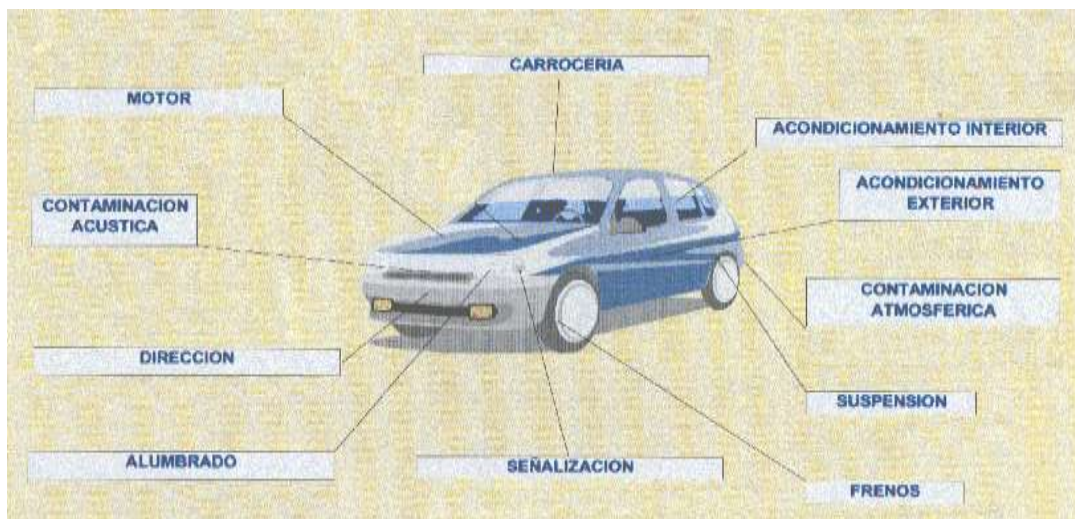 CARROCERIA
MOTOR
ACONDICIONAMIENTO INTERIOR
ACONDICIONAMIENTO
EXTERIOR
CONTAMINACION
ACUSTICA
CONTAMINACION
ATMOSFERICA
DIRECCION
SUSPENSION
ALUMBRADO
SEÑALIZACION
FRENOS